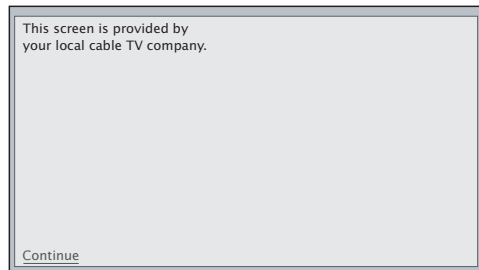 This screen is provided by
your local cable TV company.
Continue